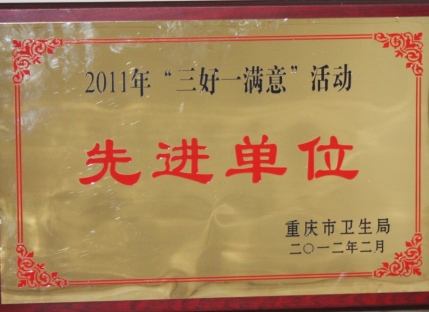 2011年“三好一满意”活动
先进单位
重庆市卫生局
二〇一二年二月